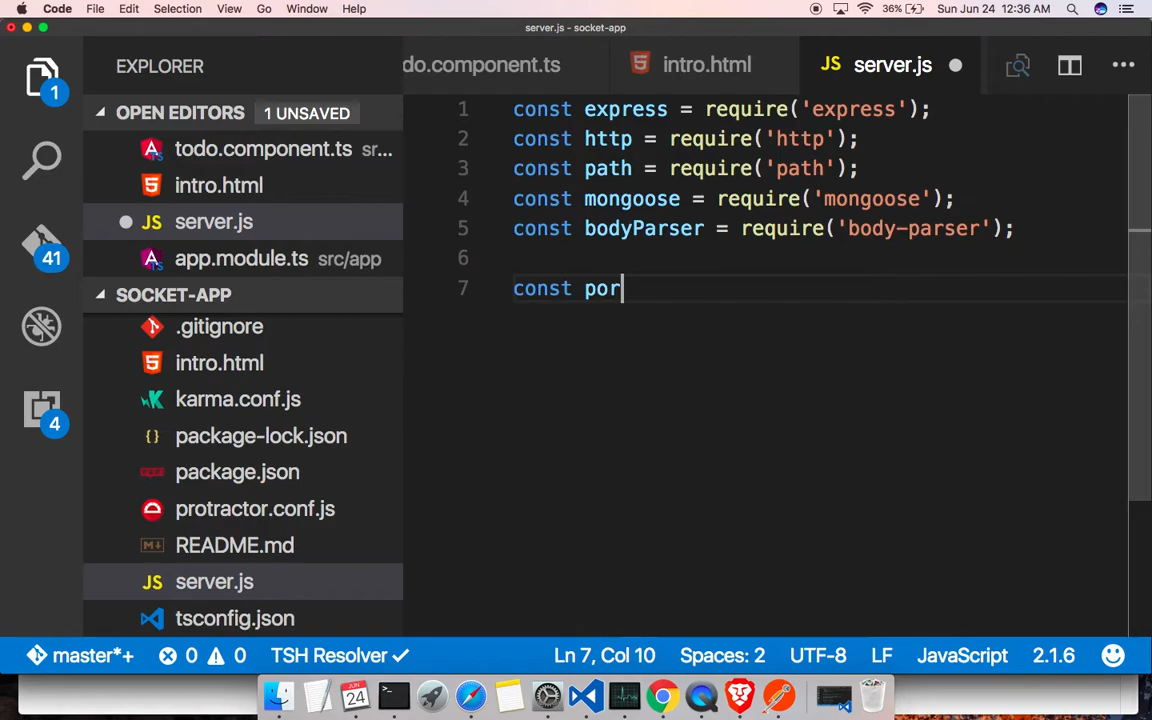 Code File Edit Selection View Go Window Help 36% Sun Jun 24 12:36 AM
server.js - socket-app
EXPLORER
do.component.ts intro.html JS server.js
1
OPEN EDITORS 1 UNSAVED
todo.component.ts sr...
intro.html
JS server.js
app.module.ts src/app
41
SOCKET-APP
.gitignore
intro.html
karma.conf.js
{} package-lock.json
package.json
protractor.conf.js
README.md
JS server.js
tsconfig.json
4
1 const express = require('express');
2 const http = require('http');
3 const path = require('path');
4 const mongoose = require('mongoose');
5 const bodyParser = require('body-parser');
6
7 const por
master*+ 0 0 TSH Resolver Ln 7, Col 10 Spaces: 2 UTF-8 LF JavaScript 2.1.6
JUN
24